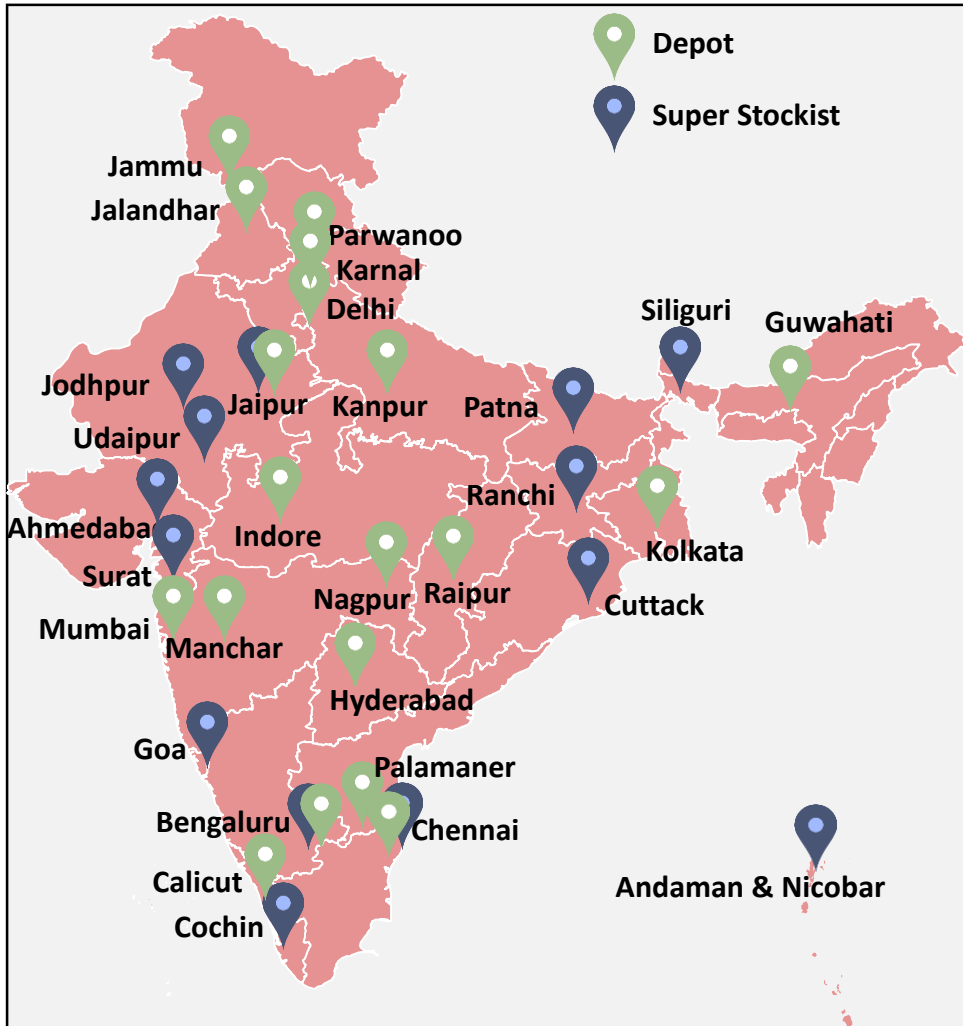 Depot
Super Stockist
Jammu
Jalandhar
Parwanoo
Karnal
Delhi
Siliguri
Guwahati
Jodhpur
Jaipur
Kanpur
Patna
Udaipur
Ranchi
Ahmedaba
Indore
Kolkata
Surat
Nagpur
Raipur
Cuttack
Mumbai
Manchar
Hyderabad
Goa
Palamaner
Bengaluru
Chennai
Calicut
Andaman & Nicobar
Cochin